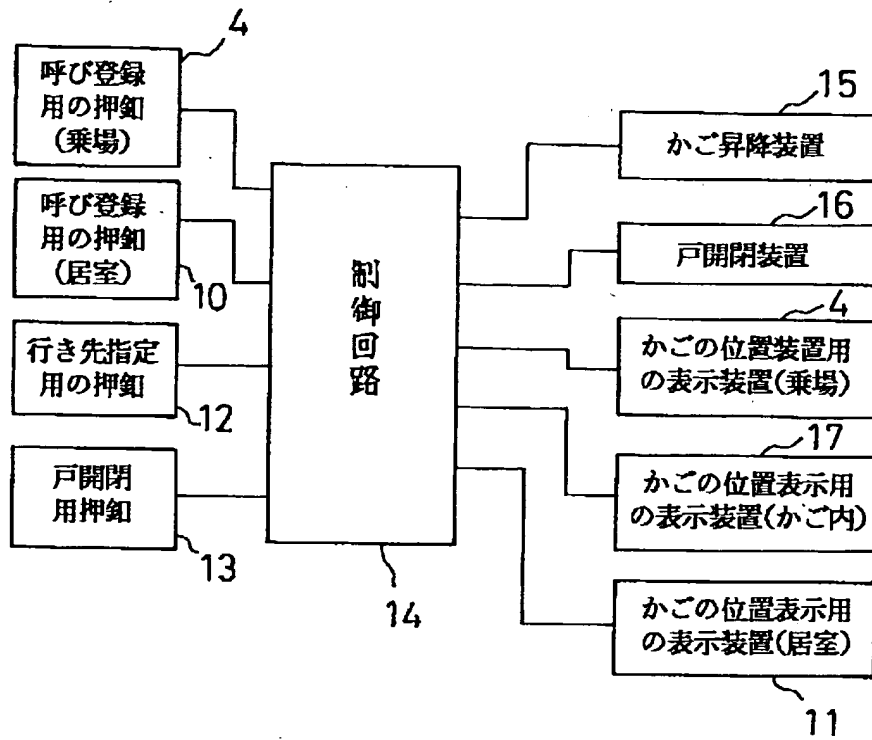 4
呼び登録
用の押釦
(乗場)
呼び登録
用の押釦
(居室)
10
行き先指定
用の押釦
12
戸開閉
用押釦
13
制御回路
14
15
かご昇降装置
16
戸開閉装置
4
かごの位置装置用
の表示装置(乗場)
17
かごの位置表示用
の表示装置(かご内)
かごの位置表示用
の表示装置(居室)
11